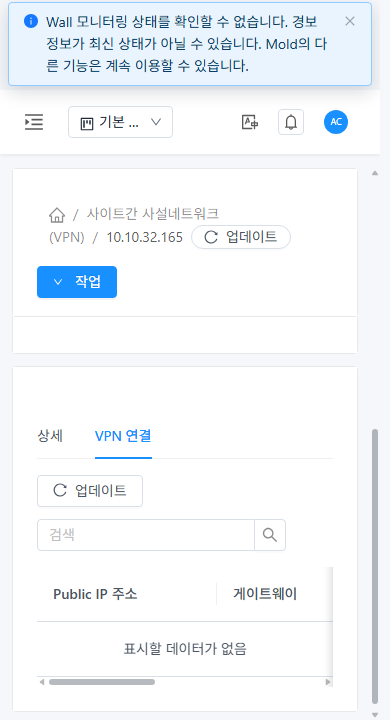 Wall 모니터링 상태를 확인할 수 없습니다. 경보
정보가 최신 상태가 아닐 수 있습니다. Mold의 다
른 기능은 계속 이용할 수 있습니다.
기본 ...
AC
/ 사이트간 사설네트워크
(VPN) / 10.10.32.165 업데이트
작업
상세 VPN 연결
업데이트
검색
Public IP 주소 게이트웨이
표시할 데이터가 없음